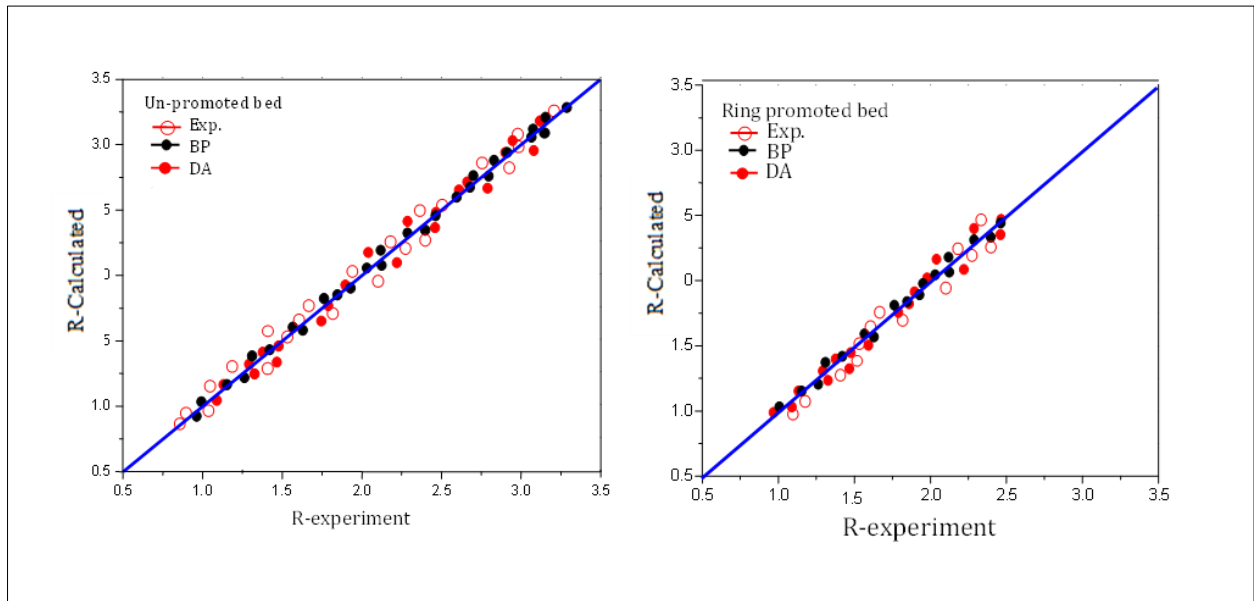 3.5
Un-promoted bed
Exp.
BP
DA
3.0
5
0
5
1.0
0.5
R-Calculated
0.5 1.0 1.5 2.0 2.5 3.0 3.5
R-experiment
3.5
Ring promoted bed
Exp.
BP
DA
3.0
5
0
1.5
1.0
0.5
R-Calculated
0.5 1.0 1.5 2.0 2.5 3.0 3.5
R-experiment